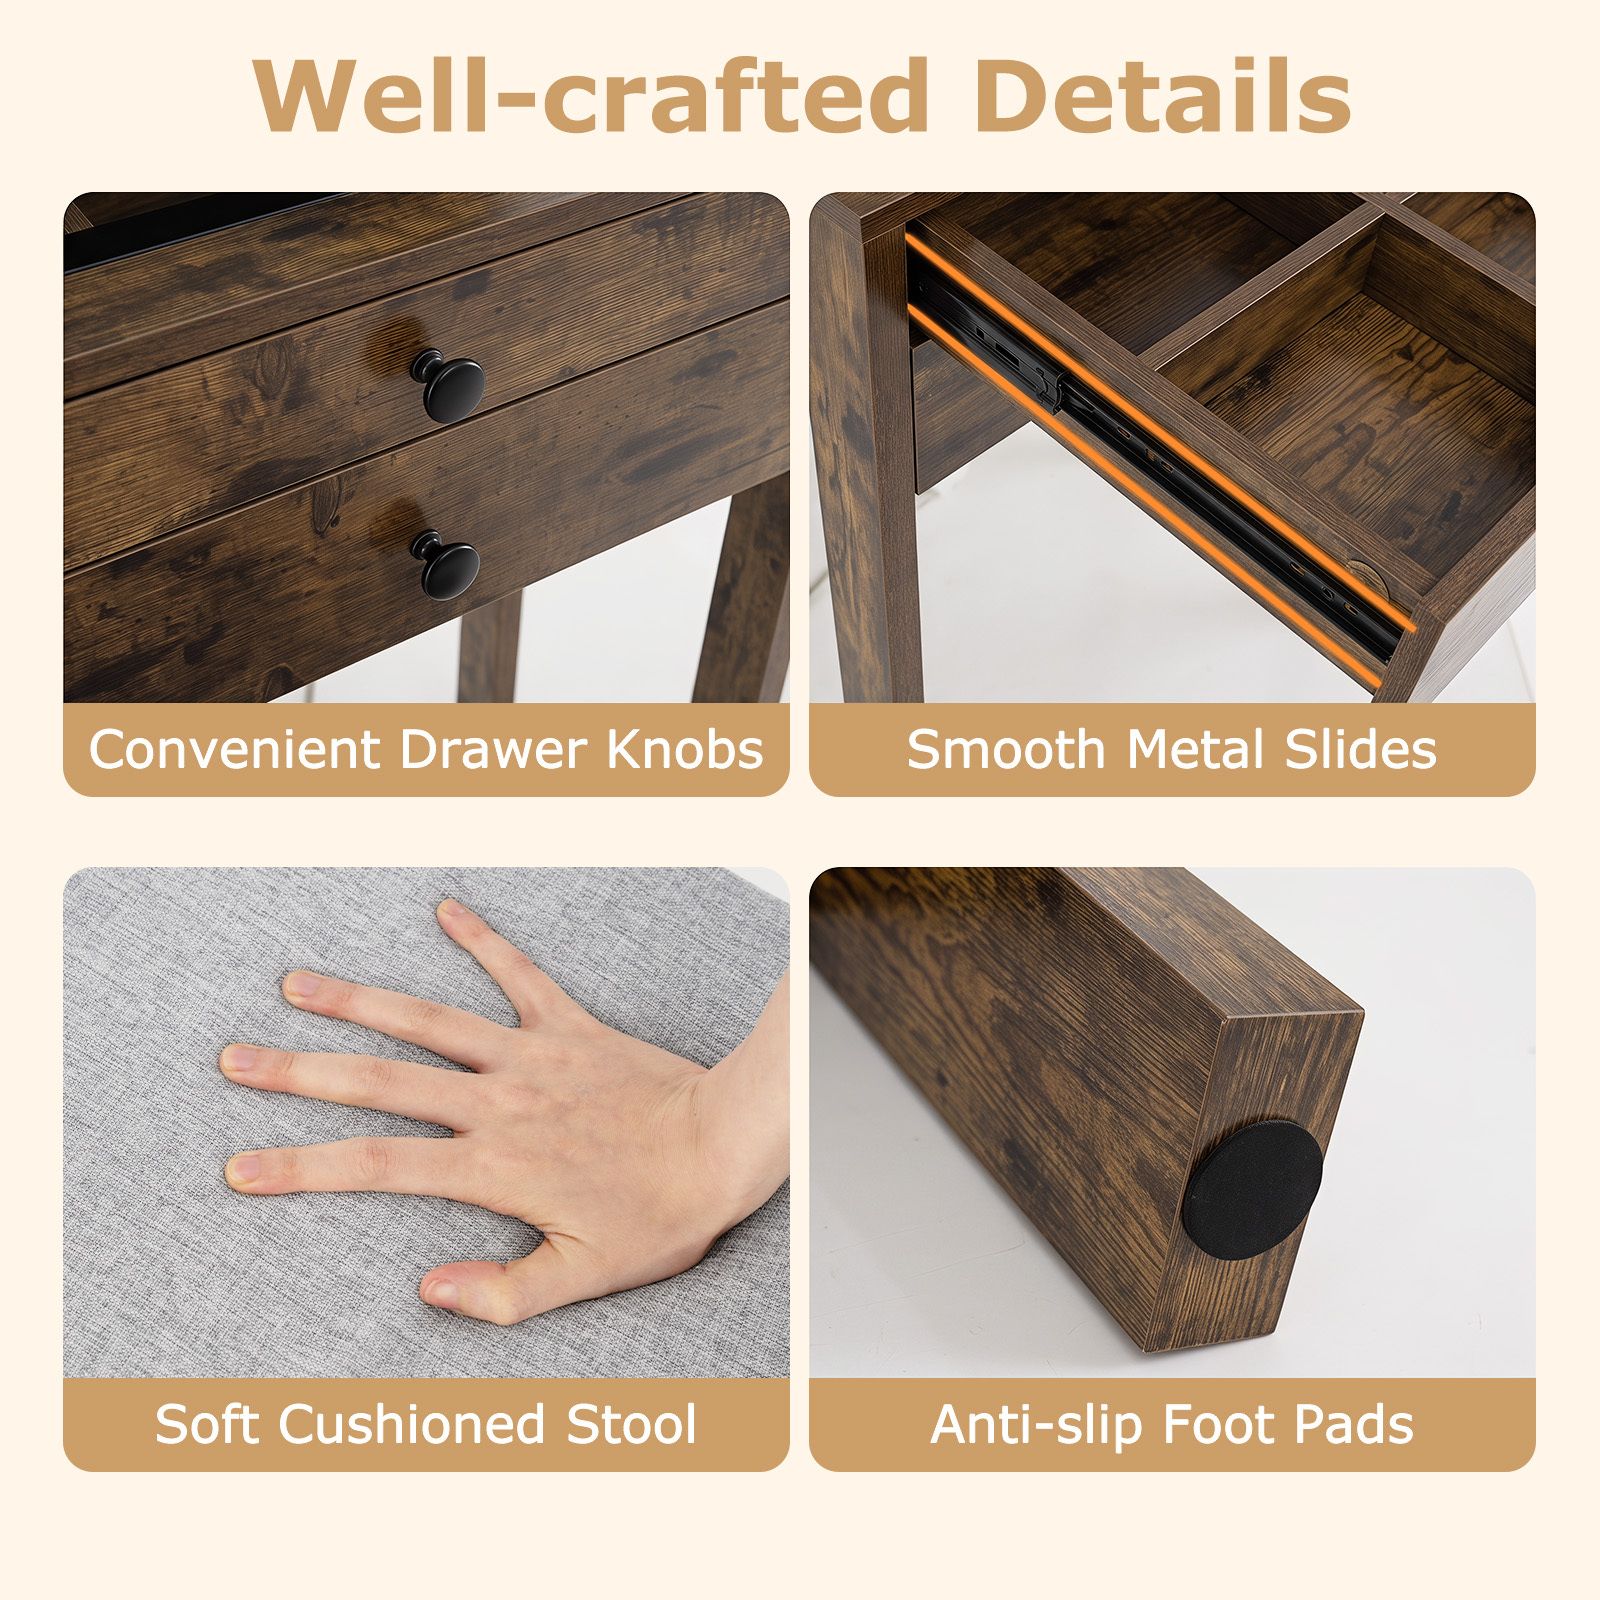 Well-crafted Details
Convenient Drawer Knobs
Smooth Metal Slides
Soft Cushioned Stool
Anti-slip Foot Pads